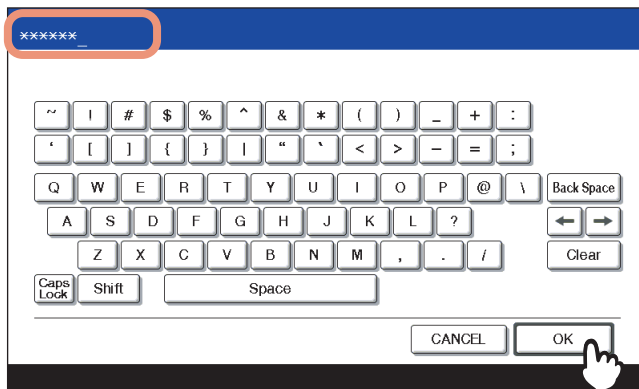 ******_
~ ! # $ % ^ & * ( ) _ + :
‘ [ ] { } | “ ` < > – = ;
Q W E R T Y U I O P @ \ Back Space
A S D F G H J K L ? ← →
Z X C V B N M , . / Clear
Caps Lock Shift Space
CANCEL OK